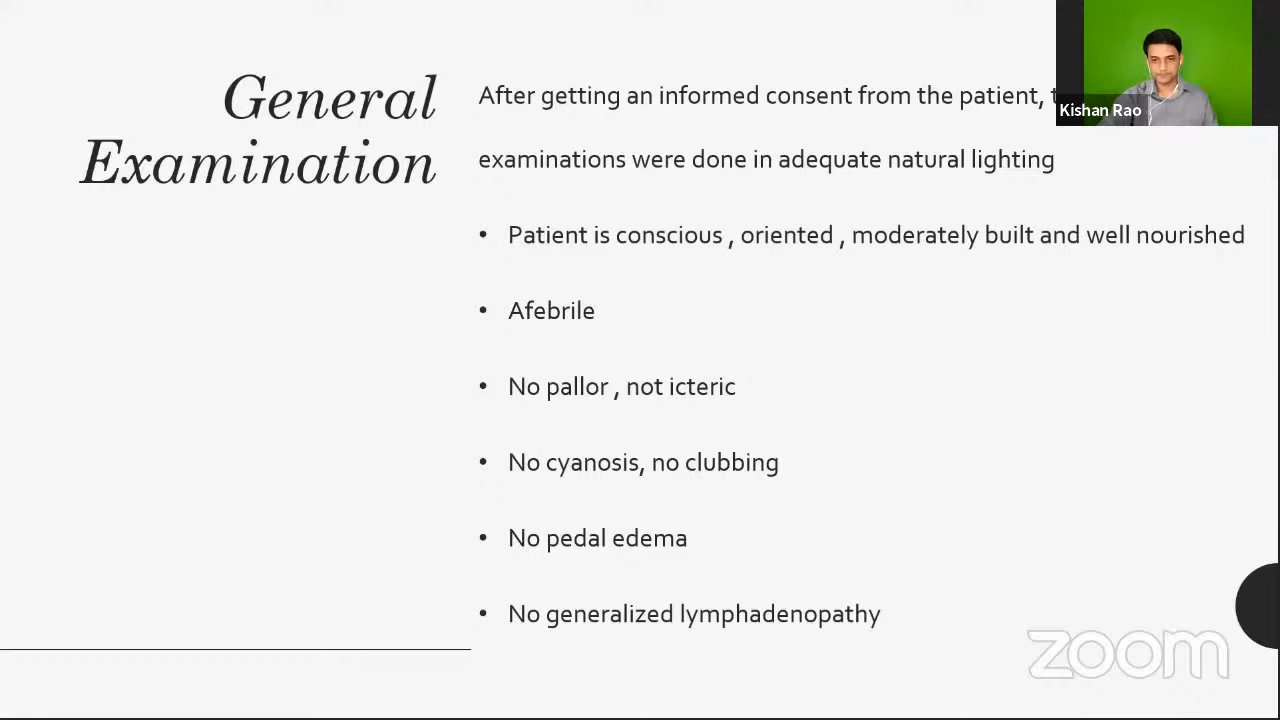 General
Examination
After getting an informed consent from the patient,
examinations were done in adequate natural lighting
• Patient is conscious , oriented , moderately built and well nourished
• Afebrile
• No pallor , not icteric
• No cyanosis, no clubbing
• No pedal edema
• No generalized lymphadenopathy
Kishan Rao
zoom